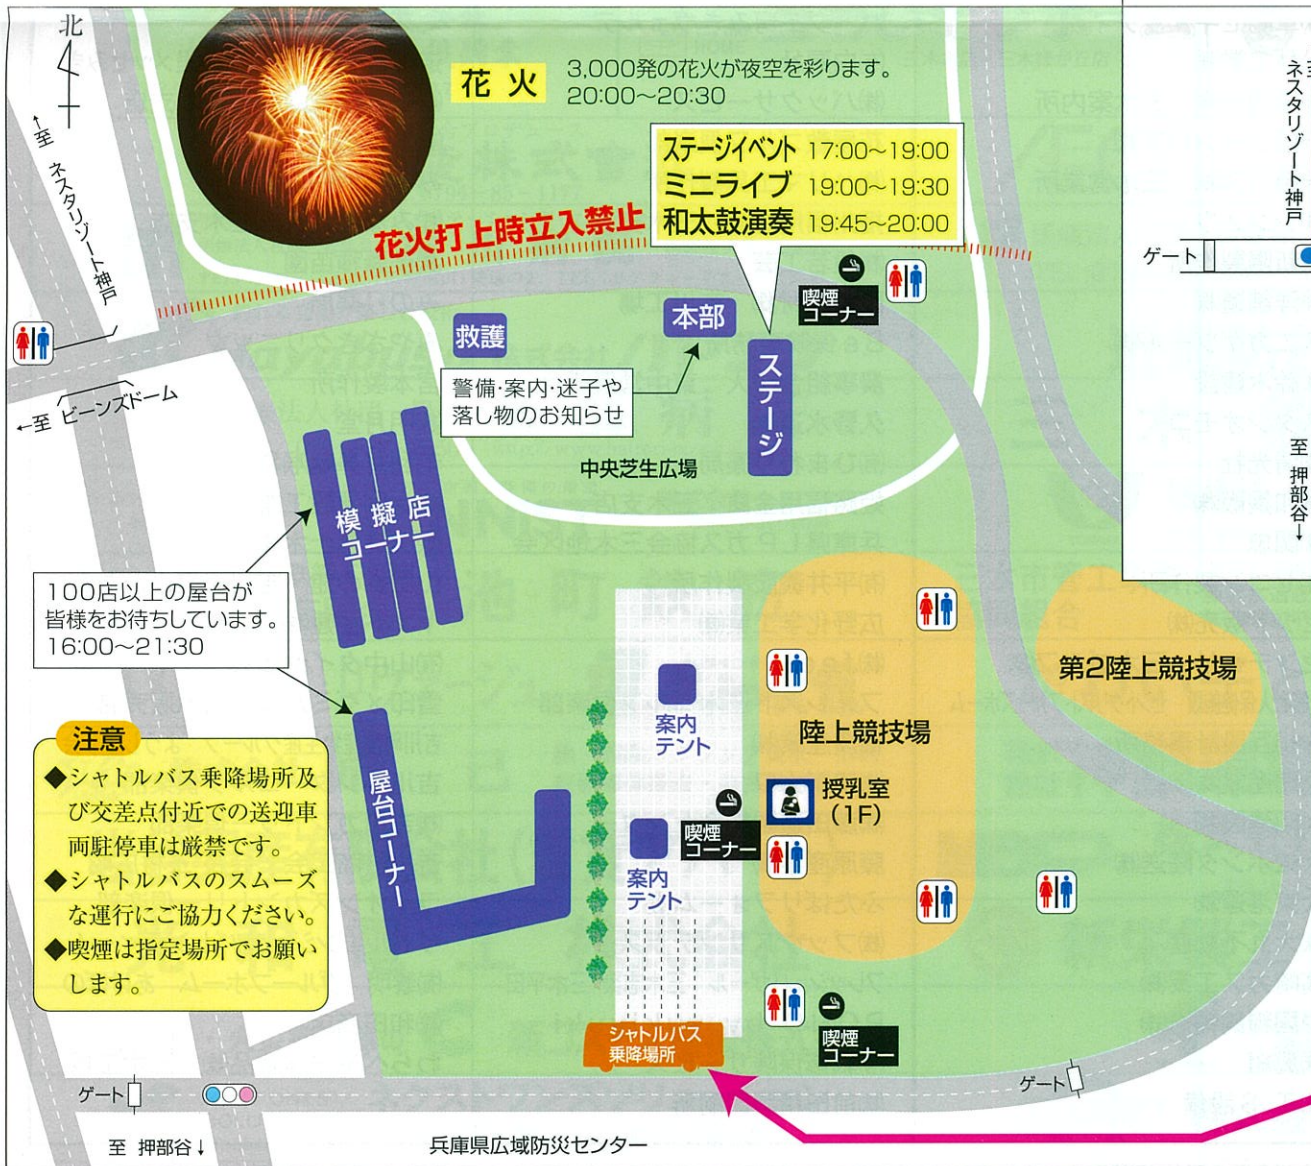 北
花火
3,000発の花火が夜空を彩ります。
20:00～20:30
ステージイベント 17:00～19:00
ミニライブ 19:00～19:30
和太鼓演奏 19:45～20:00
花火打上時立入禁止
←至 ネスタリゾート神戸
←至 ビーンズドーム
救護
本部
警備・案内・迷子や
落し物のお知らせ
ステージ
喫煙
コーナー
中央芝生広場
模擬店
コーナー
100店以上の屋台が
皆様をお待ちしています。
16:00～21:30
屋台コーナー
案内
テント
案内
テント
喫煙
コーナー
陸上競技場
授乳室
(1F)
第2陸上競技場
注意
◆シャトルバス乗降場所及
び交差点付近での送迎車
両駐停車は厳禁です。
◆シャトルバスのスムーズ
な運行にご協力ください。
◆喫煙は指定場所でお願い
します。
シャトルバス
乗降場所
喫煙
コーナー
ゲート
ゲート
至 押部谷↓
兵庫県広域防災センター
至 ネスタリゾート神戸
ゲート
至 押部谷↓